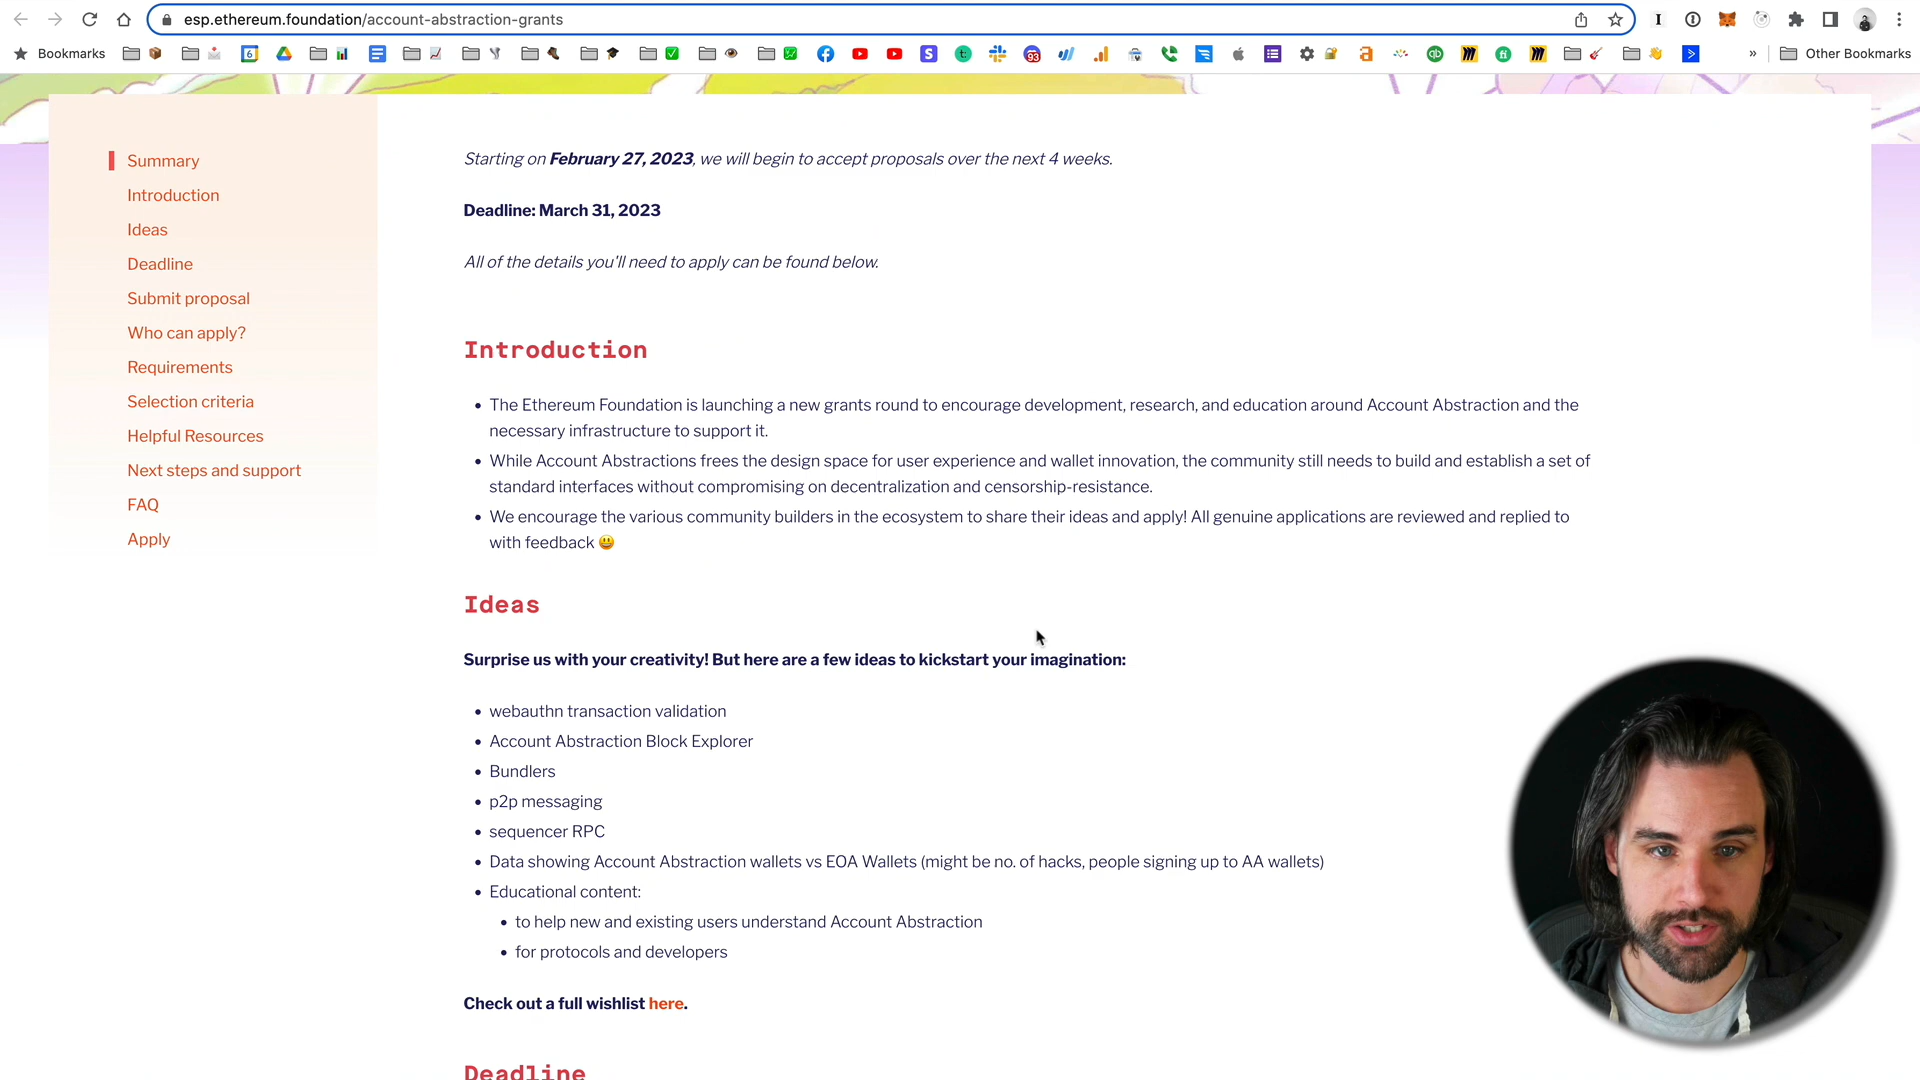 esp.ethereum.foundation/account-abstraction-grants
Bookmarks
Other Bookmarks
Summary
Introduction
Ideas
Deadline
Submit proposal
Who can apply?
Requirements
Selection criteria
Helpful Resources
Next steps and support
FAQ
Apply
Starting on February 27, 2023, we will begin to accept proposals over the next 4 weeks.
Deadline: March 31, 2023
All of the details you'll need to apply can be found below.
Introduction
• The Ethereum Foundation is launching a new grants round to encourage development, research, and education around Account Abstraction and the
necessary infrastructure to support it.
• While Account Abstractions frees the design space for user experience and wallet innovation, the community still needs to build and establish a set of
standard interfaces without compromising on decentralization and censorship-resistance.
• We encourage the various community builders in the ecosystem to share their ideas and apply! All genuine applications are reviewed and replied to
with feedback 😃
Ideas
Surprise us with your creativity! But here are a few ideas to kickstart your imagination:
• webauthn transaction validation
• Account Abstraction Block Explorer
• Bundlers
• p2p messaging
• sequencer RPC
• Data showing Account Abstraction wallets vs EOA Wallets (might be no. of hacks, people signing up to AA wallets)
• Educational content:
• to help new and existing users understand Account Abstraction
• for protocols and developers
Check out a full wishlist here.
Deadline